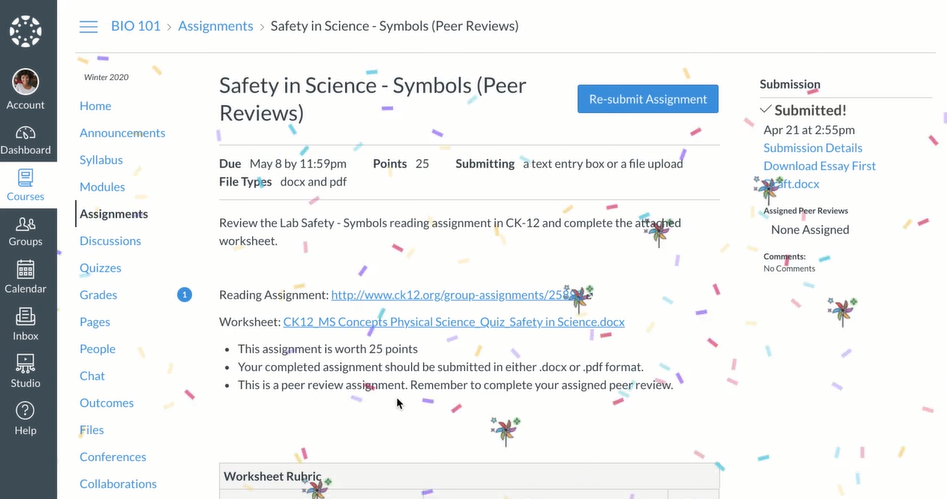 BIO 101 > Assignments > Safety in Science - Symbols (Peer Reviews)
Account
Dashboard
Courses
Groups
Calendar
Inbox
Studio
Help
Winter 2020
Home
Announcements
Syllabus
Modules
Assignments
Discussions
Quizzes
Grades 1
Pages
People
Chat
Outcomes
Files
Conferences
Collaborations
Safety in Science - Symbols (Peer
Reviews)
Re-submit Assignment
Due May 8 by 11:59pm Points 25 Submitting a text entry box or a file upload
File Types docx and pdf
Review the Lab Safety - Symbols reading assignment in CK-12 and complete the attached
worksheet.
Reading Assignment: http://www.ck12.org/group-assignments/
Worksheet: CK12_MS Concepts Physical Science_Quiz_Safety in Science.docx
• This assignment is worth 25 points
• Your completed assignment should be submitted in either .docx or .pdf format.
• This is a peer review assignment. Remember to complete your assigned peer review.
Worksheet Rubric
Submission
✓ Submitted!
Apr 21 at 2:55pm
Submission Details
Download Essay First
Draft.docx
Assigned Peer Reviews
None Assigned
Comments:
No Comments